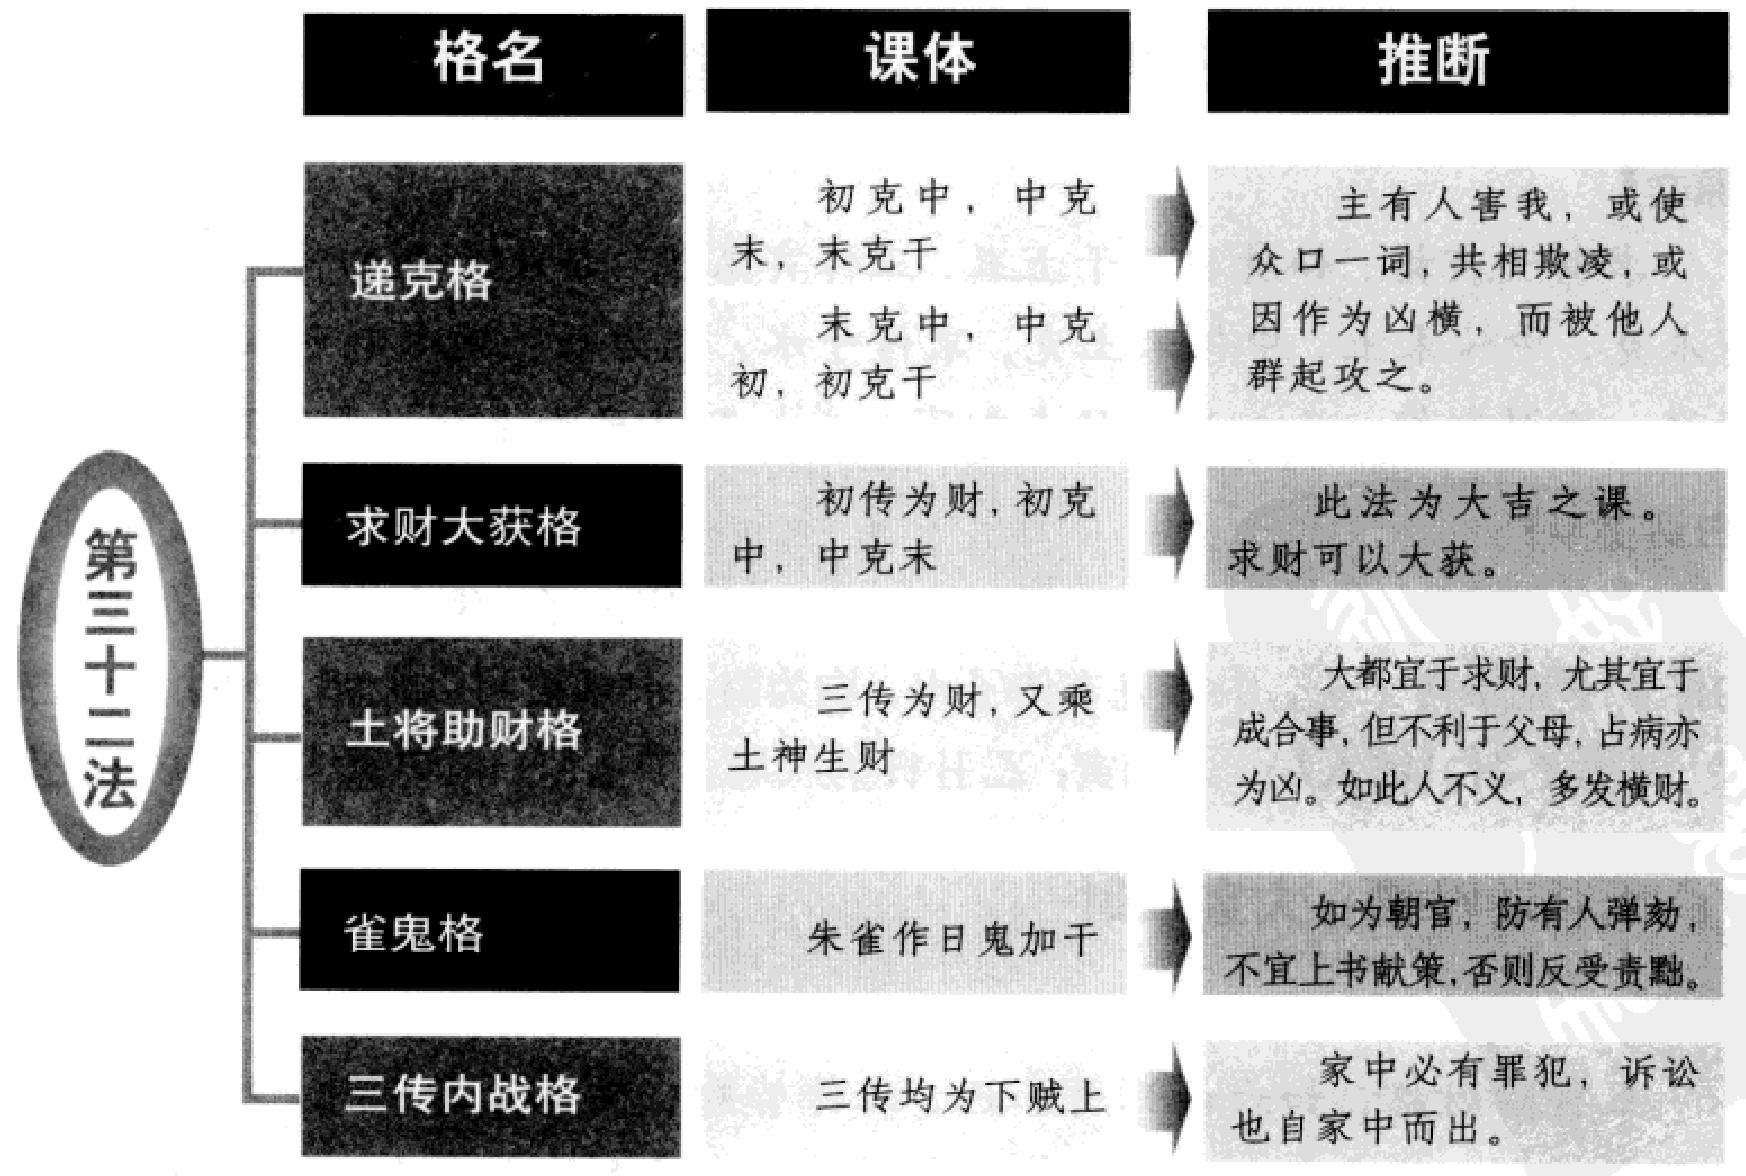 格名
课体
推断
第三十二法
递克格
初克中，中克
末，末克干
末克中，中克
初，初克干
主有人害我，或使
众口一词，共相欺凌，或
因作为凶横，而被他人
群起攻之。
求财大获格
初传为财，初克
中，中克末
此法为大吉之课。
求财可以大获。
土将助财格
三传为财，又乘
土神生财
大都宜于求财，尤其宜于
成合事，但不利于父母，占病亦
为凶。如此人不义，多发横财。
雀鬼格
朱雀作日鬼加干
如为朝官，防有人弹劾，
不宜上书献策，否则反受责黜。
三传内战格
三传均为下贼上
家中必有罪犯，诉讼
也自家中而出。